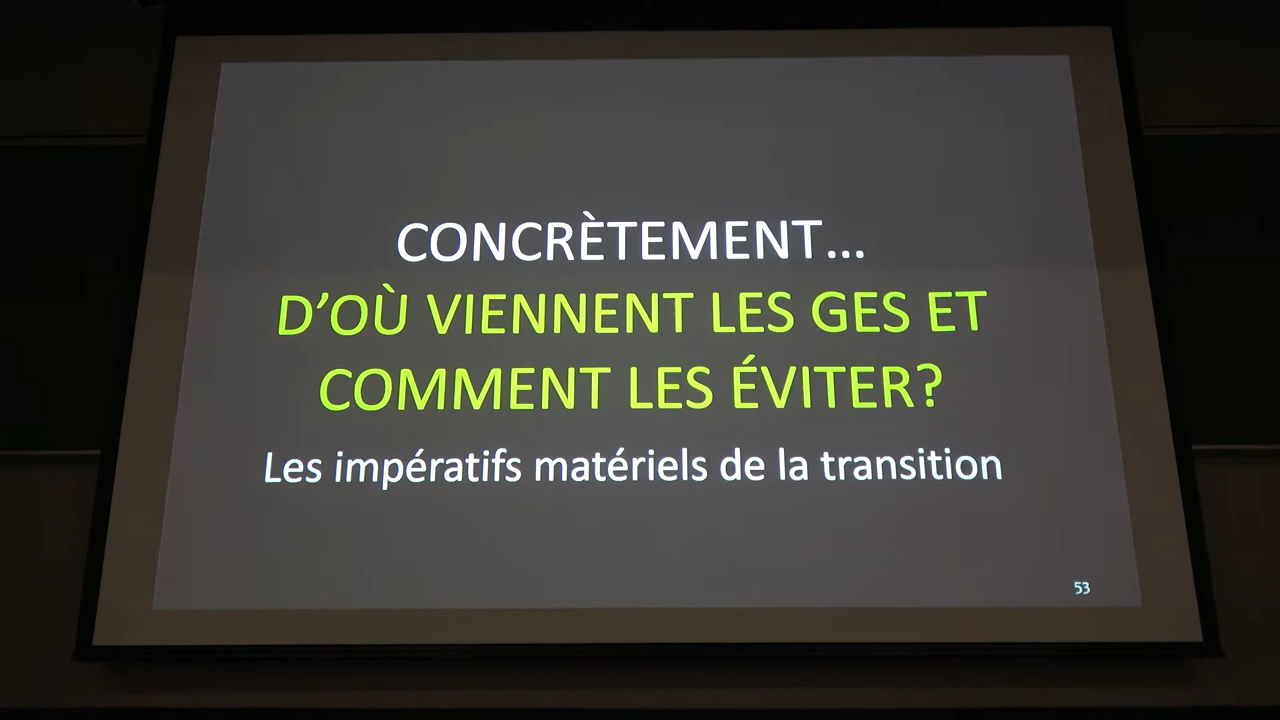 CONCRÈTEMENT...
D'OÙ VIENNENT LES GES ET
COMMENT LES ÉVITER?
Les impératifs matériels de la transition
53